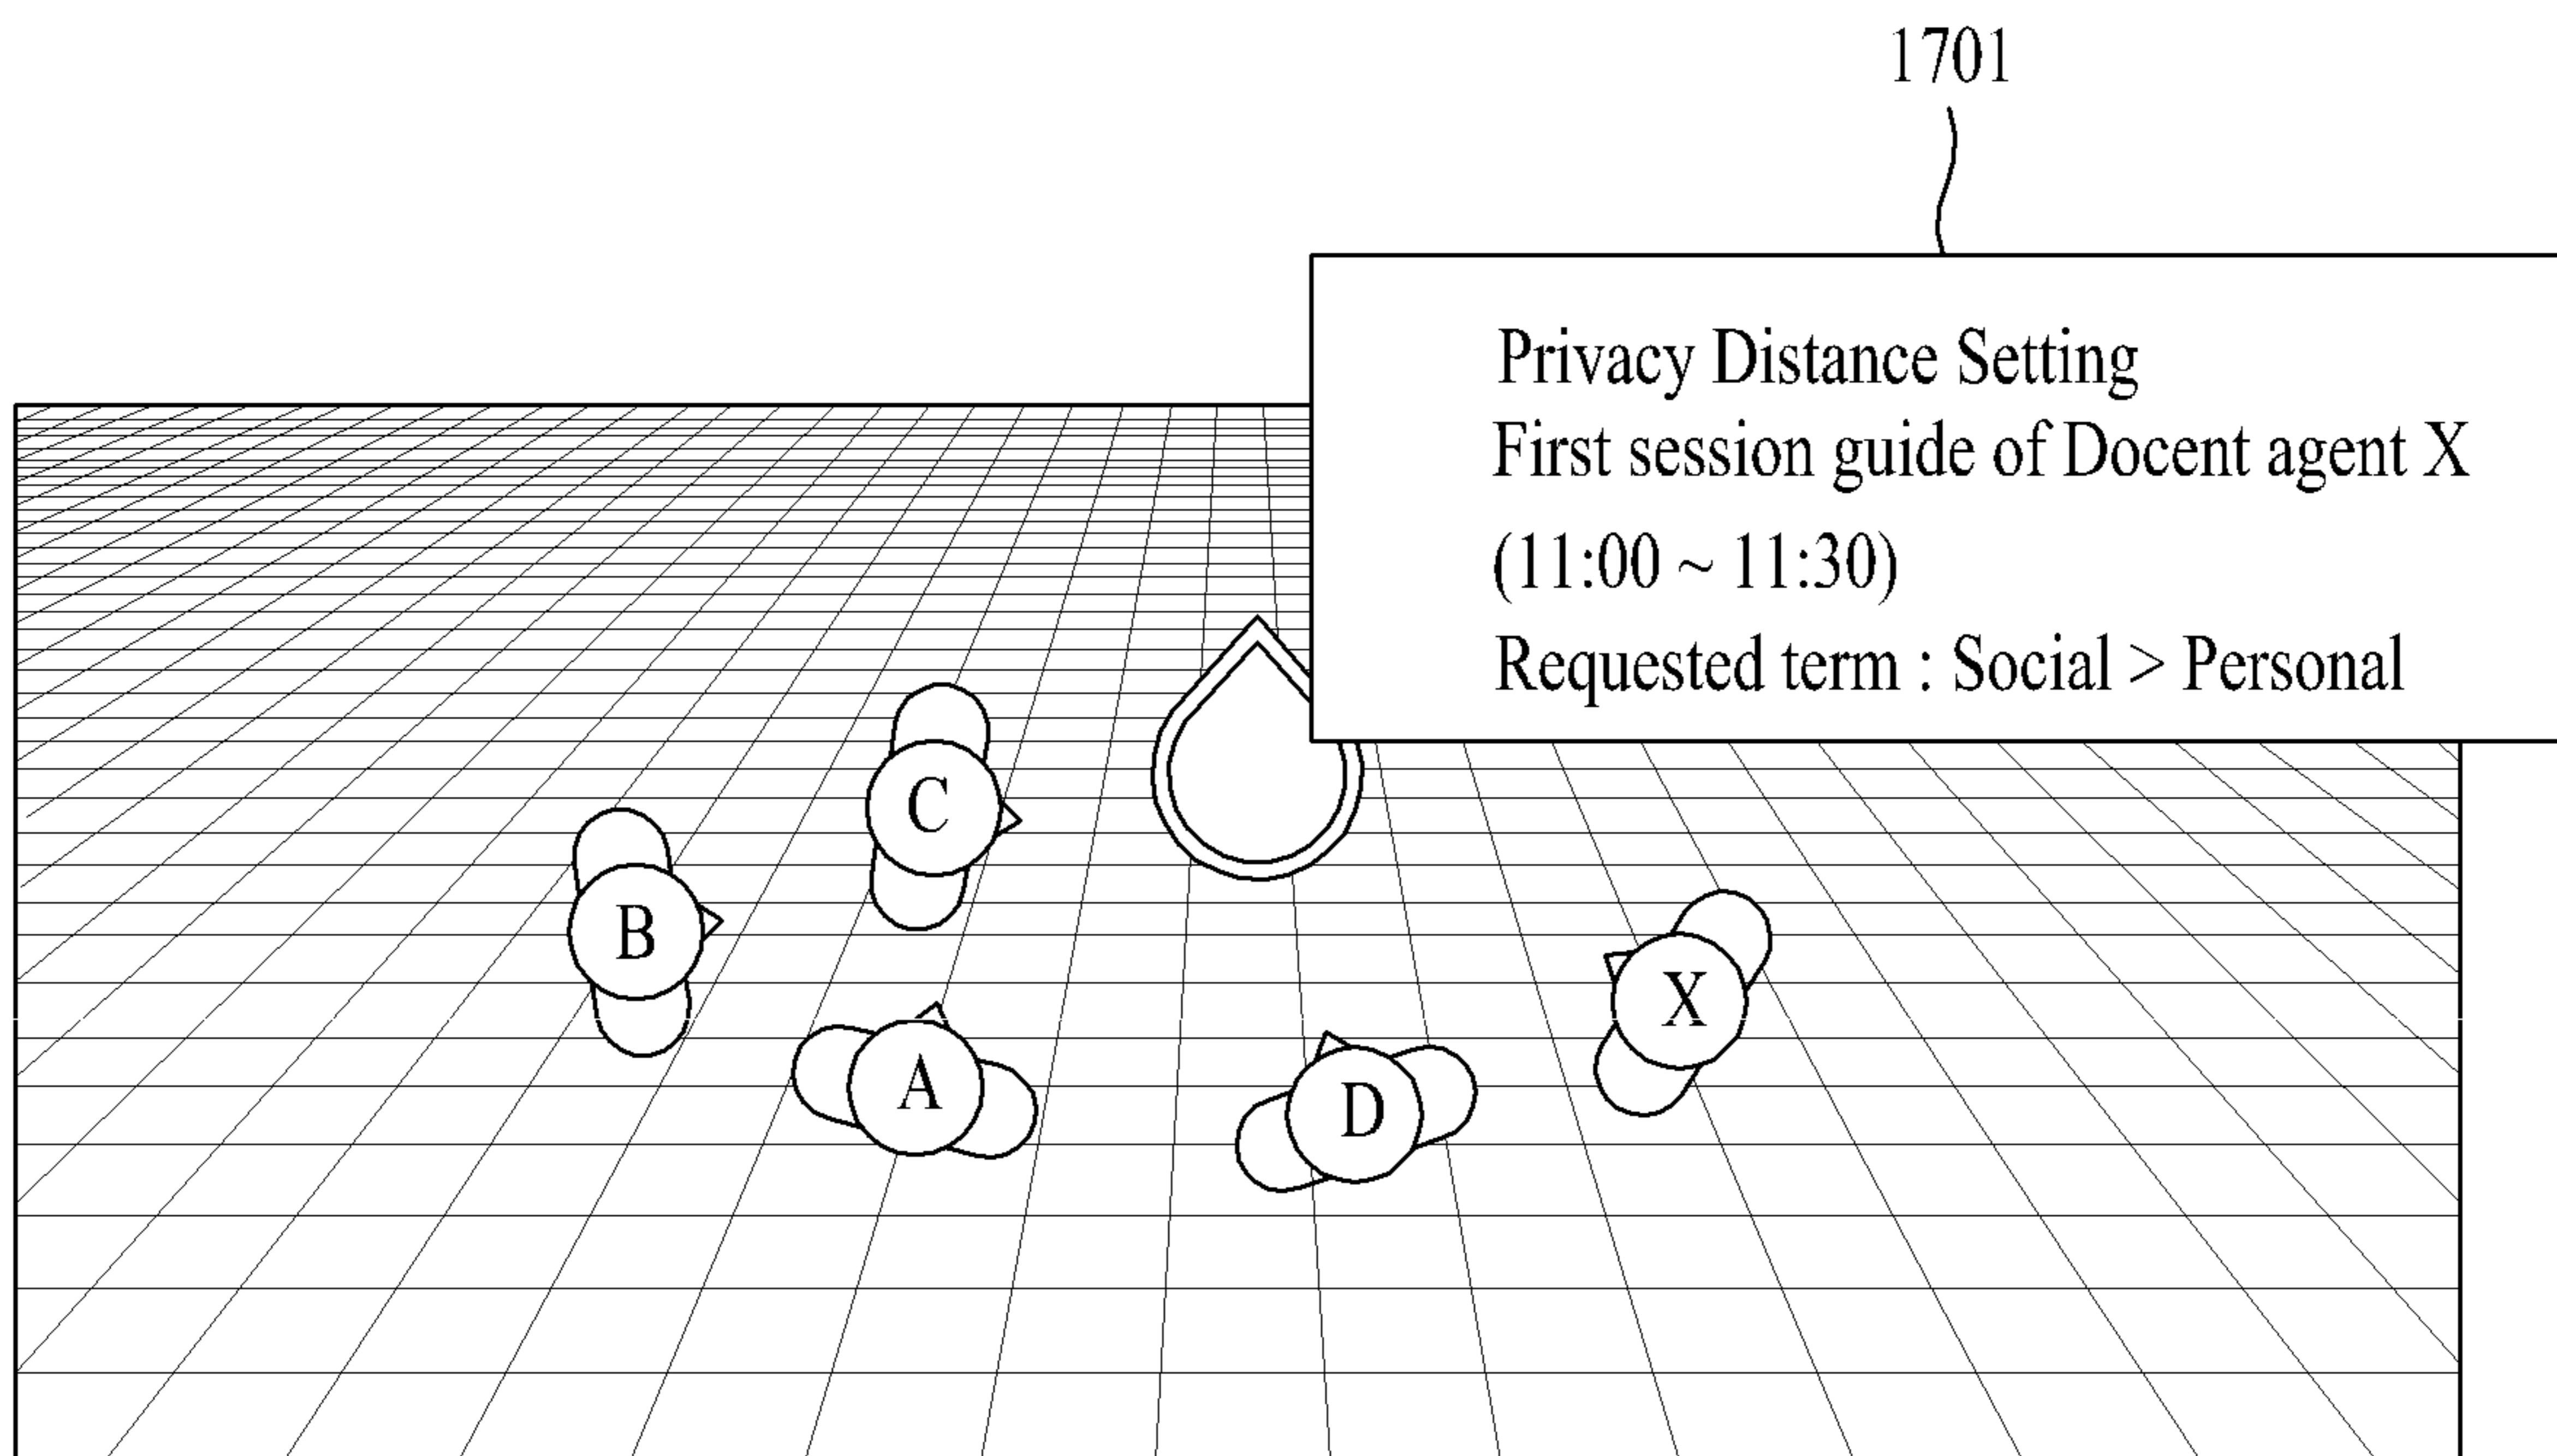 1701
Privacy Distance Setting
First session guide of Docent agent X
(11:00 ~ 11:30)
Requested term : Social > Personal
C
B
X
A
D